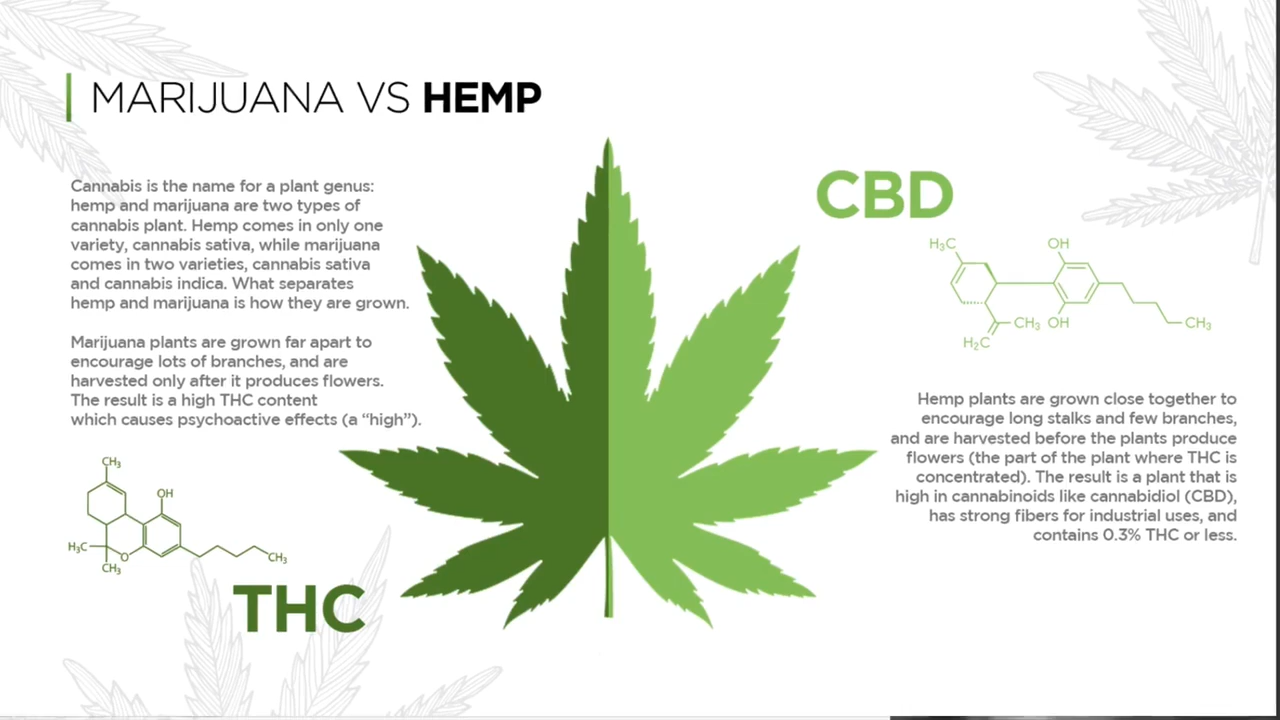 MARIJUANA VS HEMP
Cannabis is the name for a plant genus:
hemp and marijuana are two types of
cannabis plant. Hemp comes in only one
variety, cannabis sativa, while marijuana
comes in two varieties, cannabis sativa
and cannabis indica. What separates
hemp and marijuana is how they are grown.
Marijuana plants are grown far apart to
encourage lots of branches, and are
harvested only after it produces flowers.
The result is a high THC content
which causes psychoactive effects (a “high”).
CH₃
OH
H₃C
O
CH₃
CH₃
THC
CBD
H₃C
OH
CH₃
OH
CH₃
H₂C
Hemp plants are grown close together to
encourage long stalks and few branches,
and are harvested before the plants produce
flowers (the part of the plant where THC is
concentrated). The result is a plant that is
high in cannabinoids like cannabidiol (CBD),
has strong fibers for industrial uses, and
contains 0.3% THC or less.